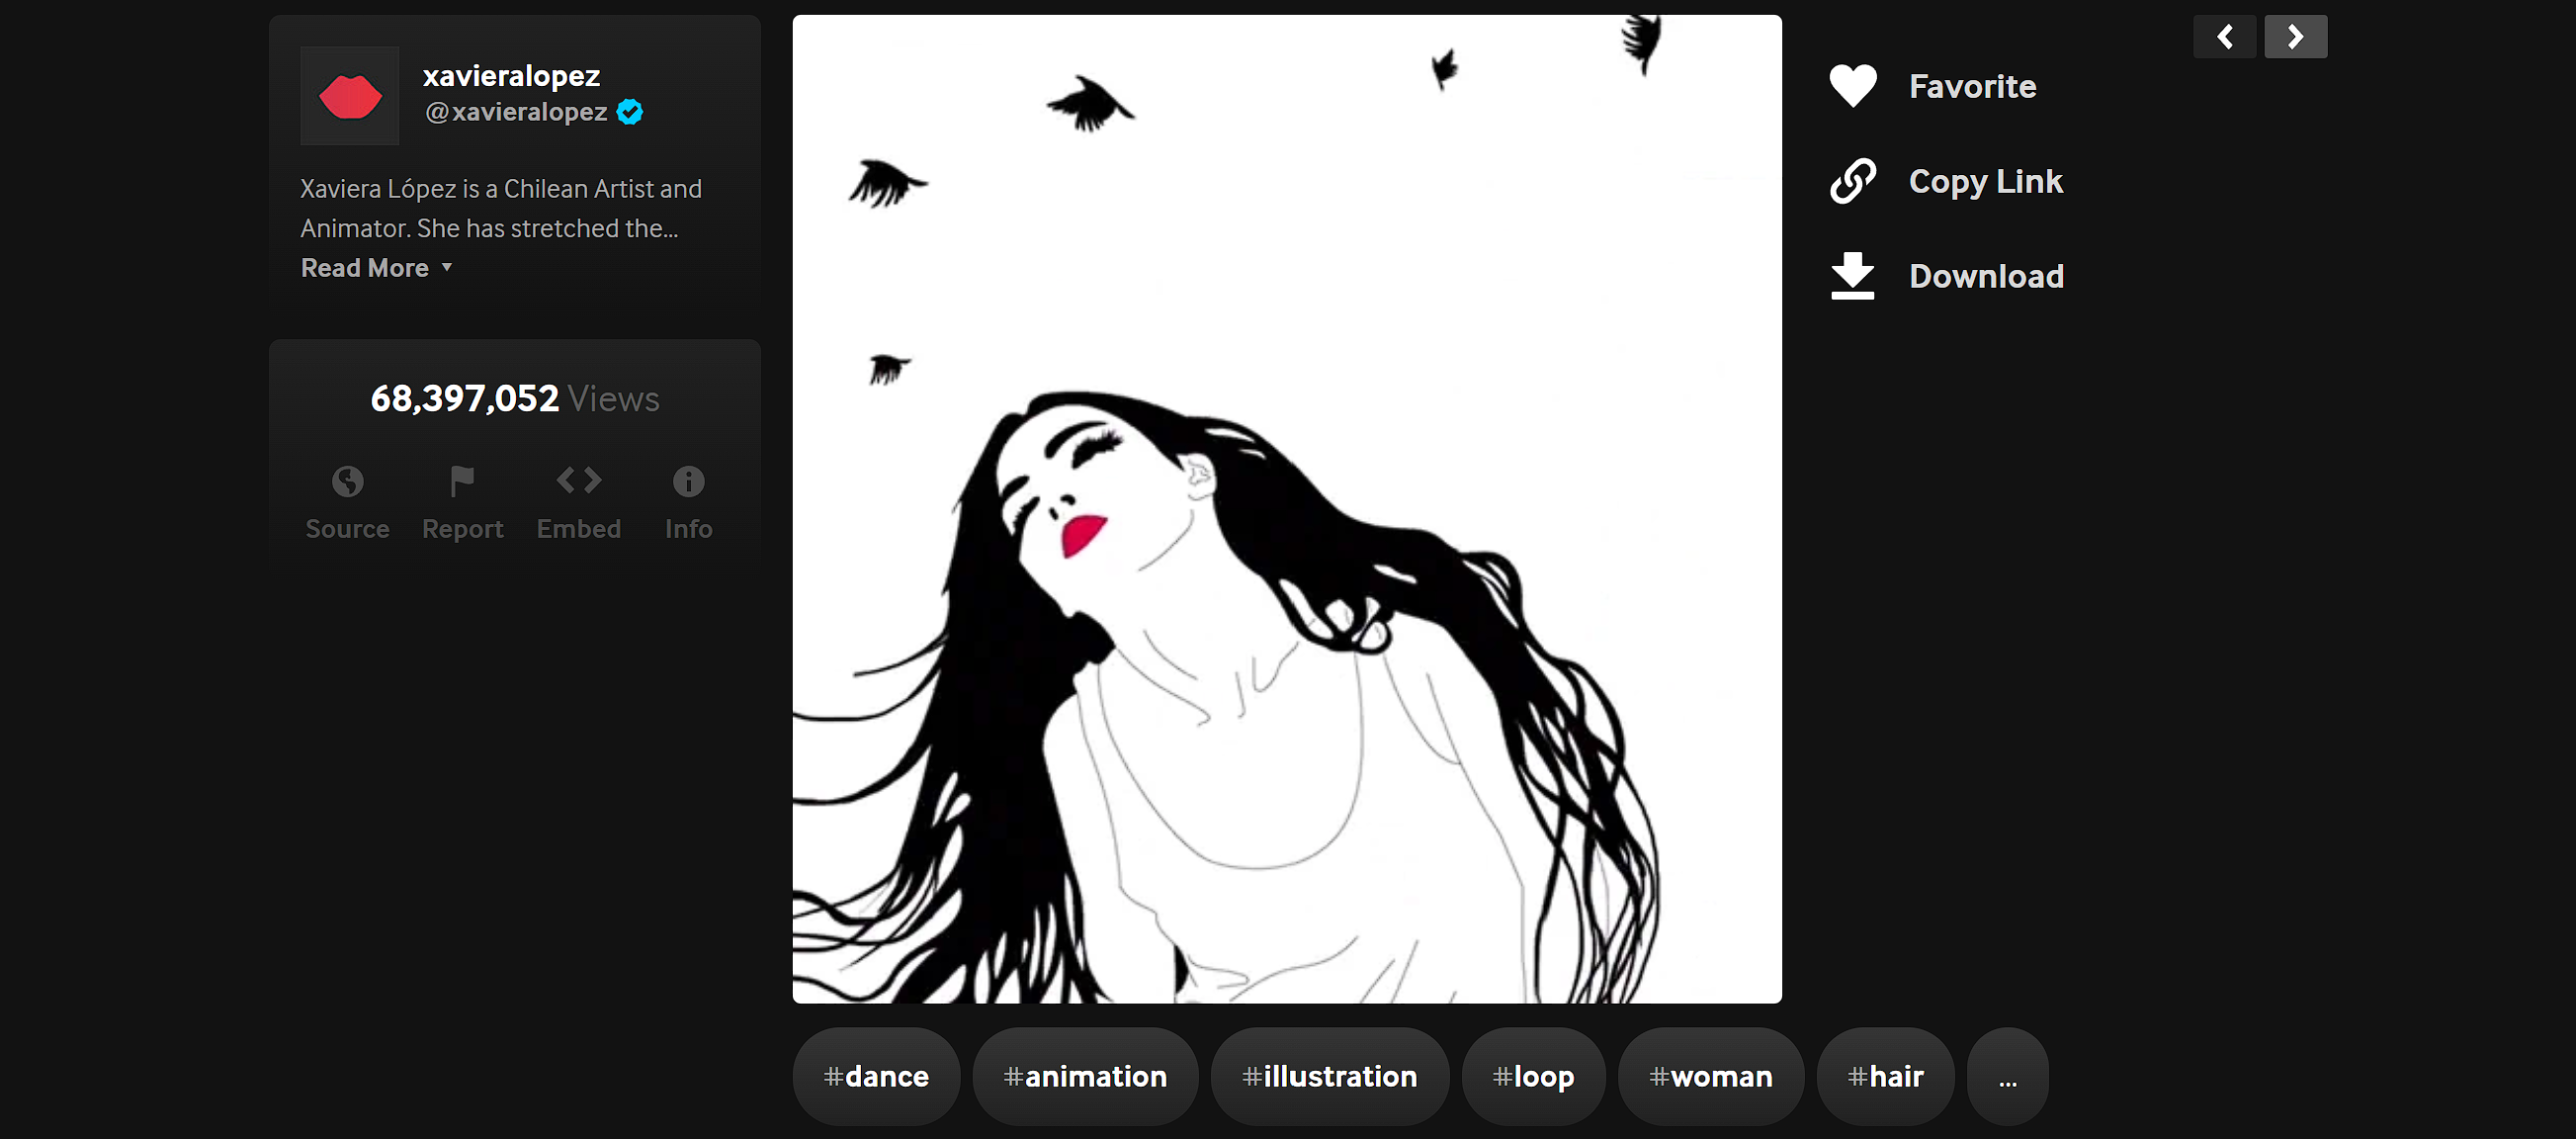 xavieralopez
@xavieralopez
Xaviera López is a Chilean Artist and
Animator. She has stretched the...
Read More
68,397,052 Views
Source Report Embed Info
Favorite
Copy Link
Download
#dance #animation #illustration #loop #woman #hair ...